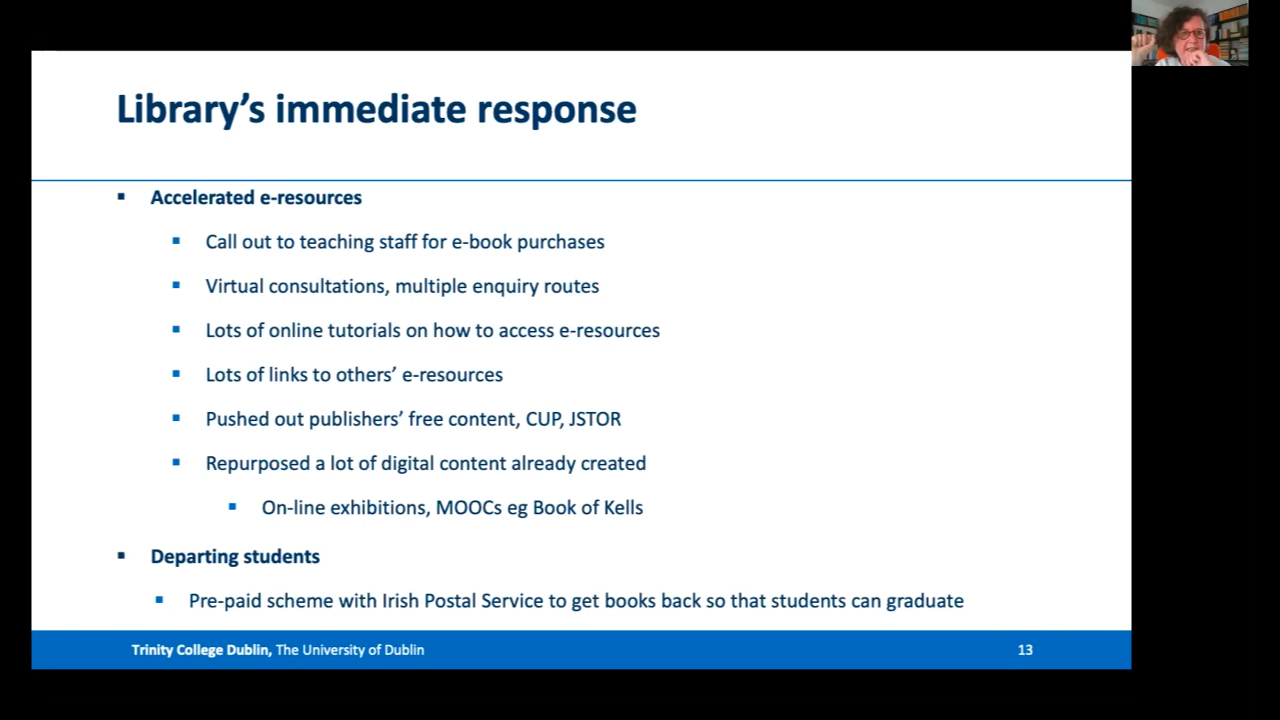 Library’s immediate response
Accelerated e-resources
Call out to teaching staff for e-book purchases
Virtual consultations, multiple enquiry routes
Lots of online tutorials on how to access e-resources
Lots of links to others’ e-resources
Pushed out publishers’ free content, CUP, JSTOR
Repurposed a lot of digital content already created
On-line exhibitions, MOOCs eg Book of Kells
Departing students
Pre-paid scheme with Irish Postal Service to get books back so that students can graduate
Trinity College Dublin, The University of Dublin
13